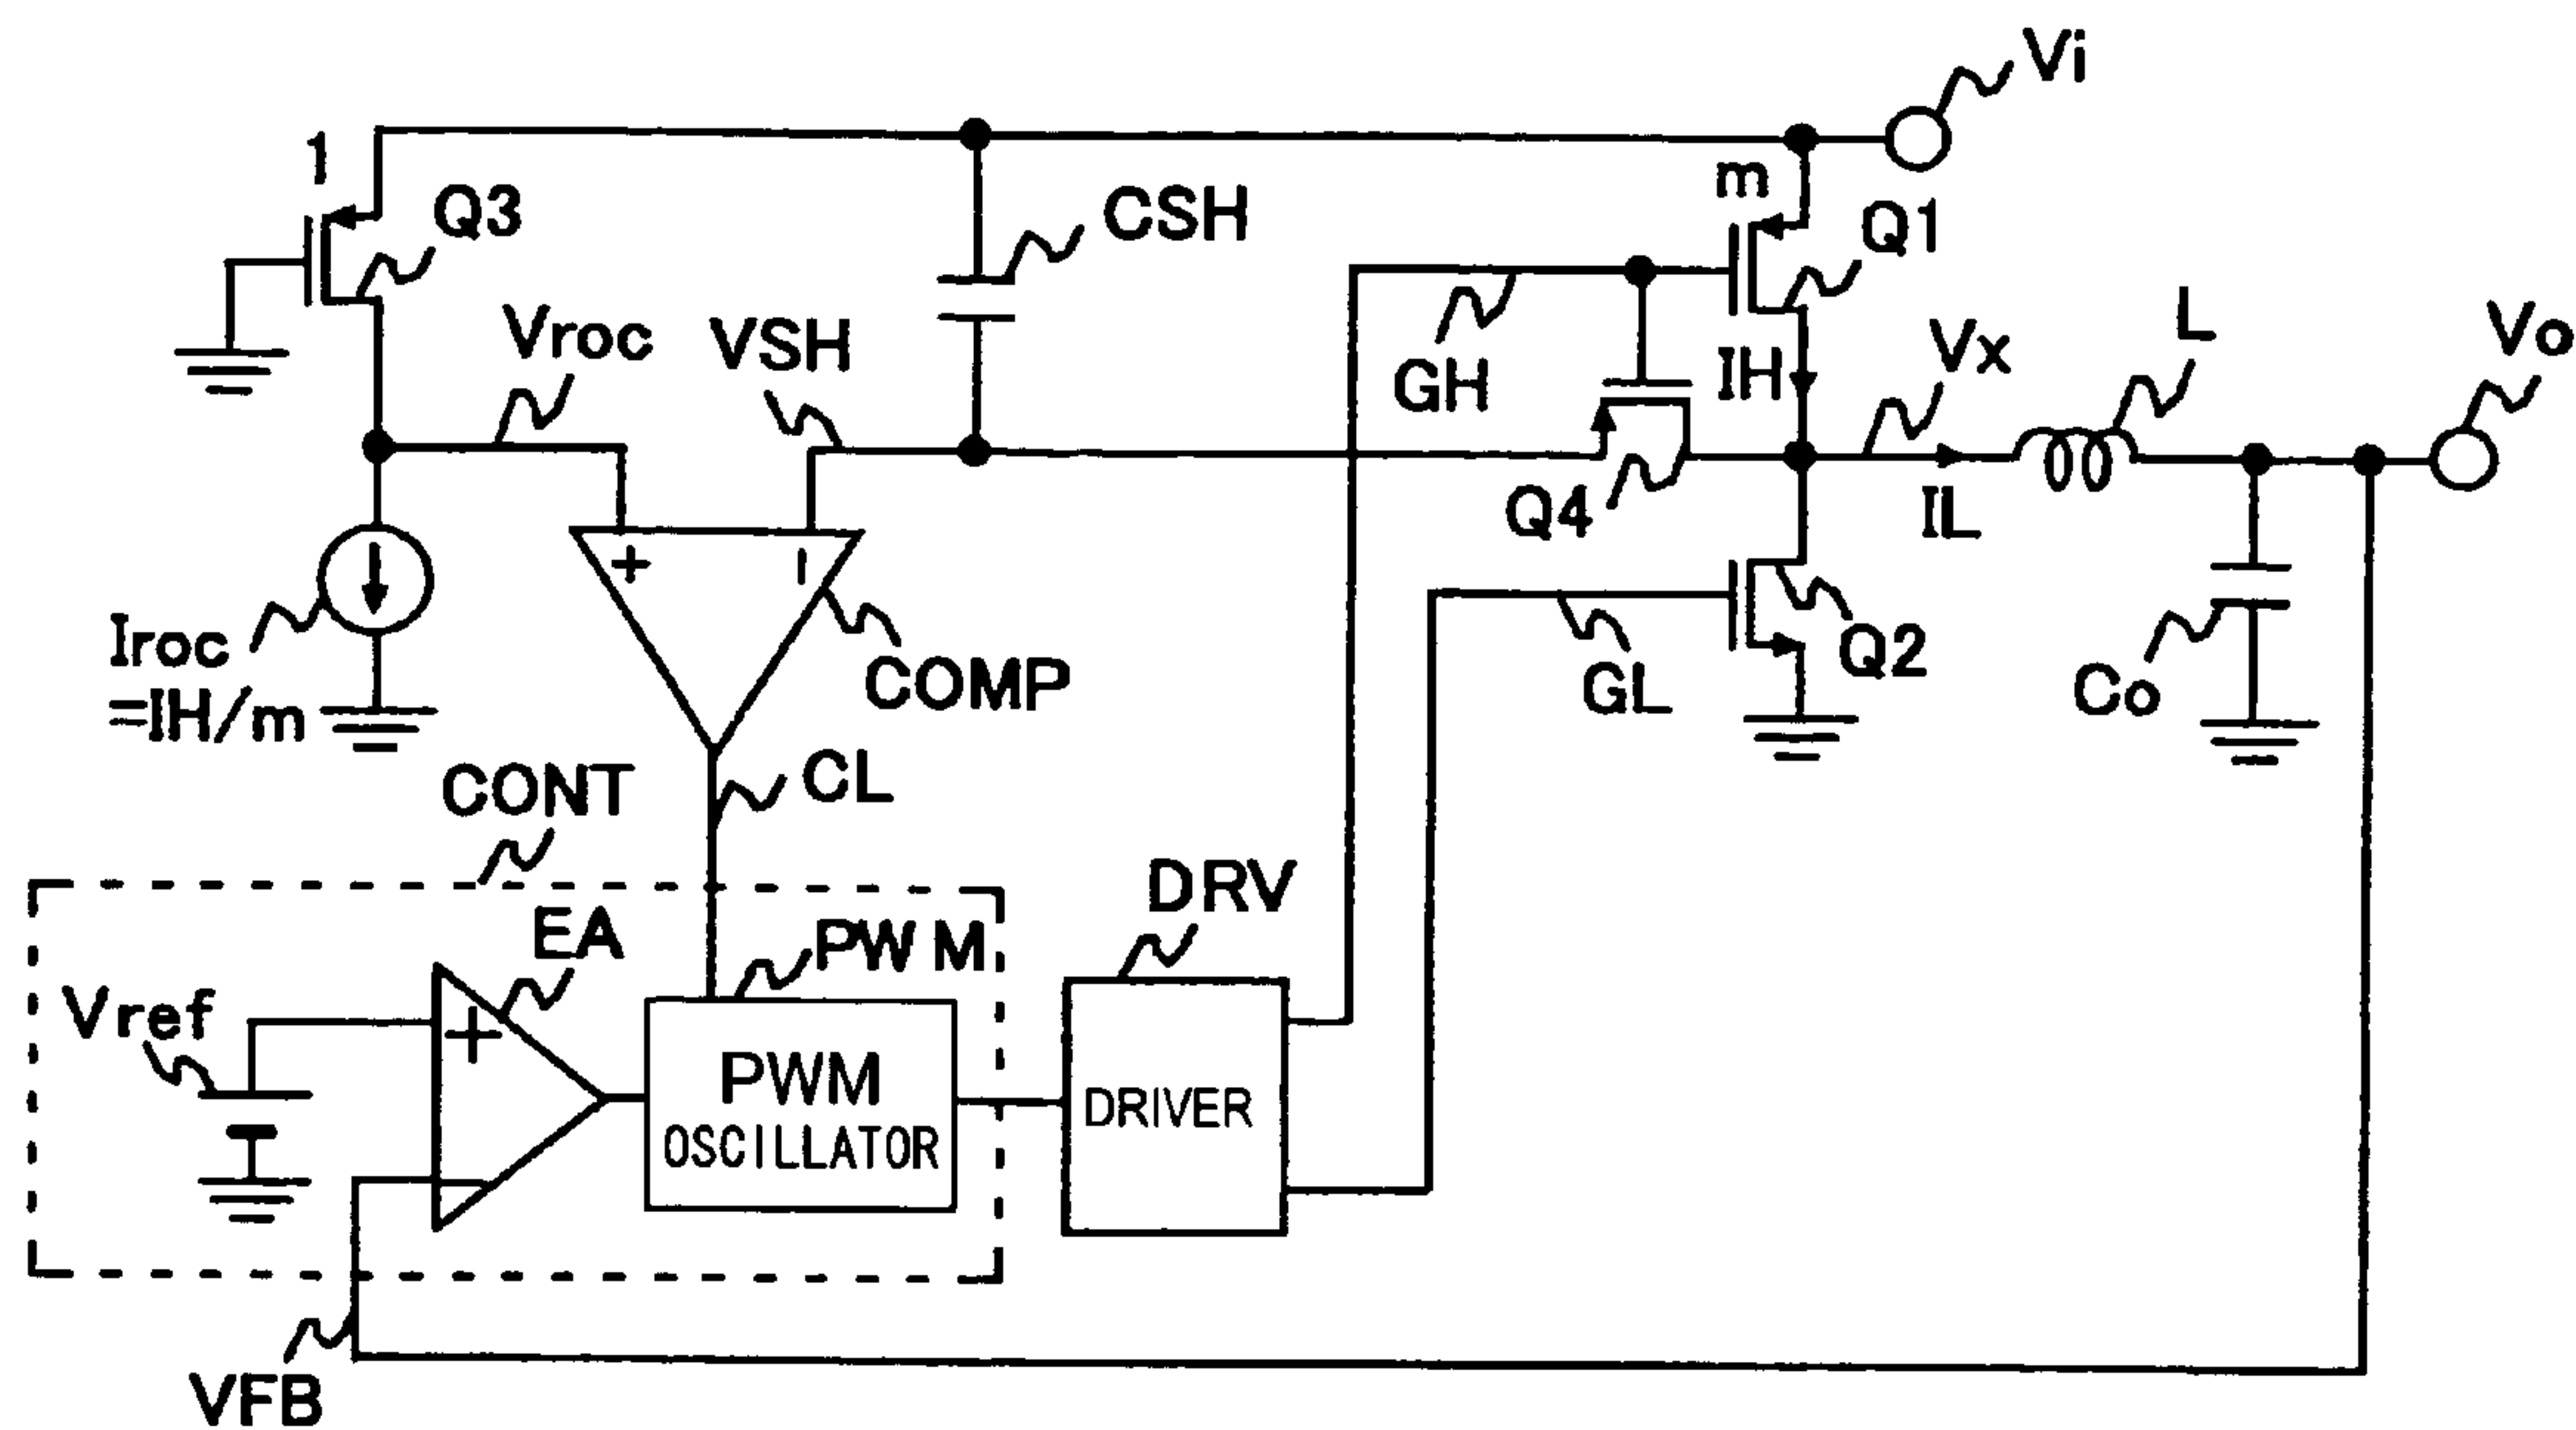 Vi
1
m
Q3
CSH
Q1
Vroc
VSH
GH
IH
Vx
L
Vo
Q4
IL
+
−
Iroc
=IH/m
COMP
GL
Q2
Co
CL
CONT
DRV
EA
PWM
Vref
+
−
PWM
OSCILLATOR
DRIVER
VFB